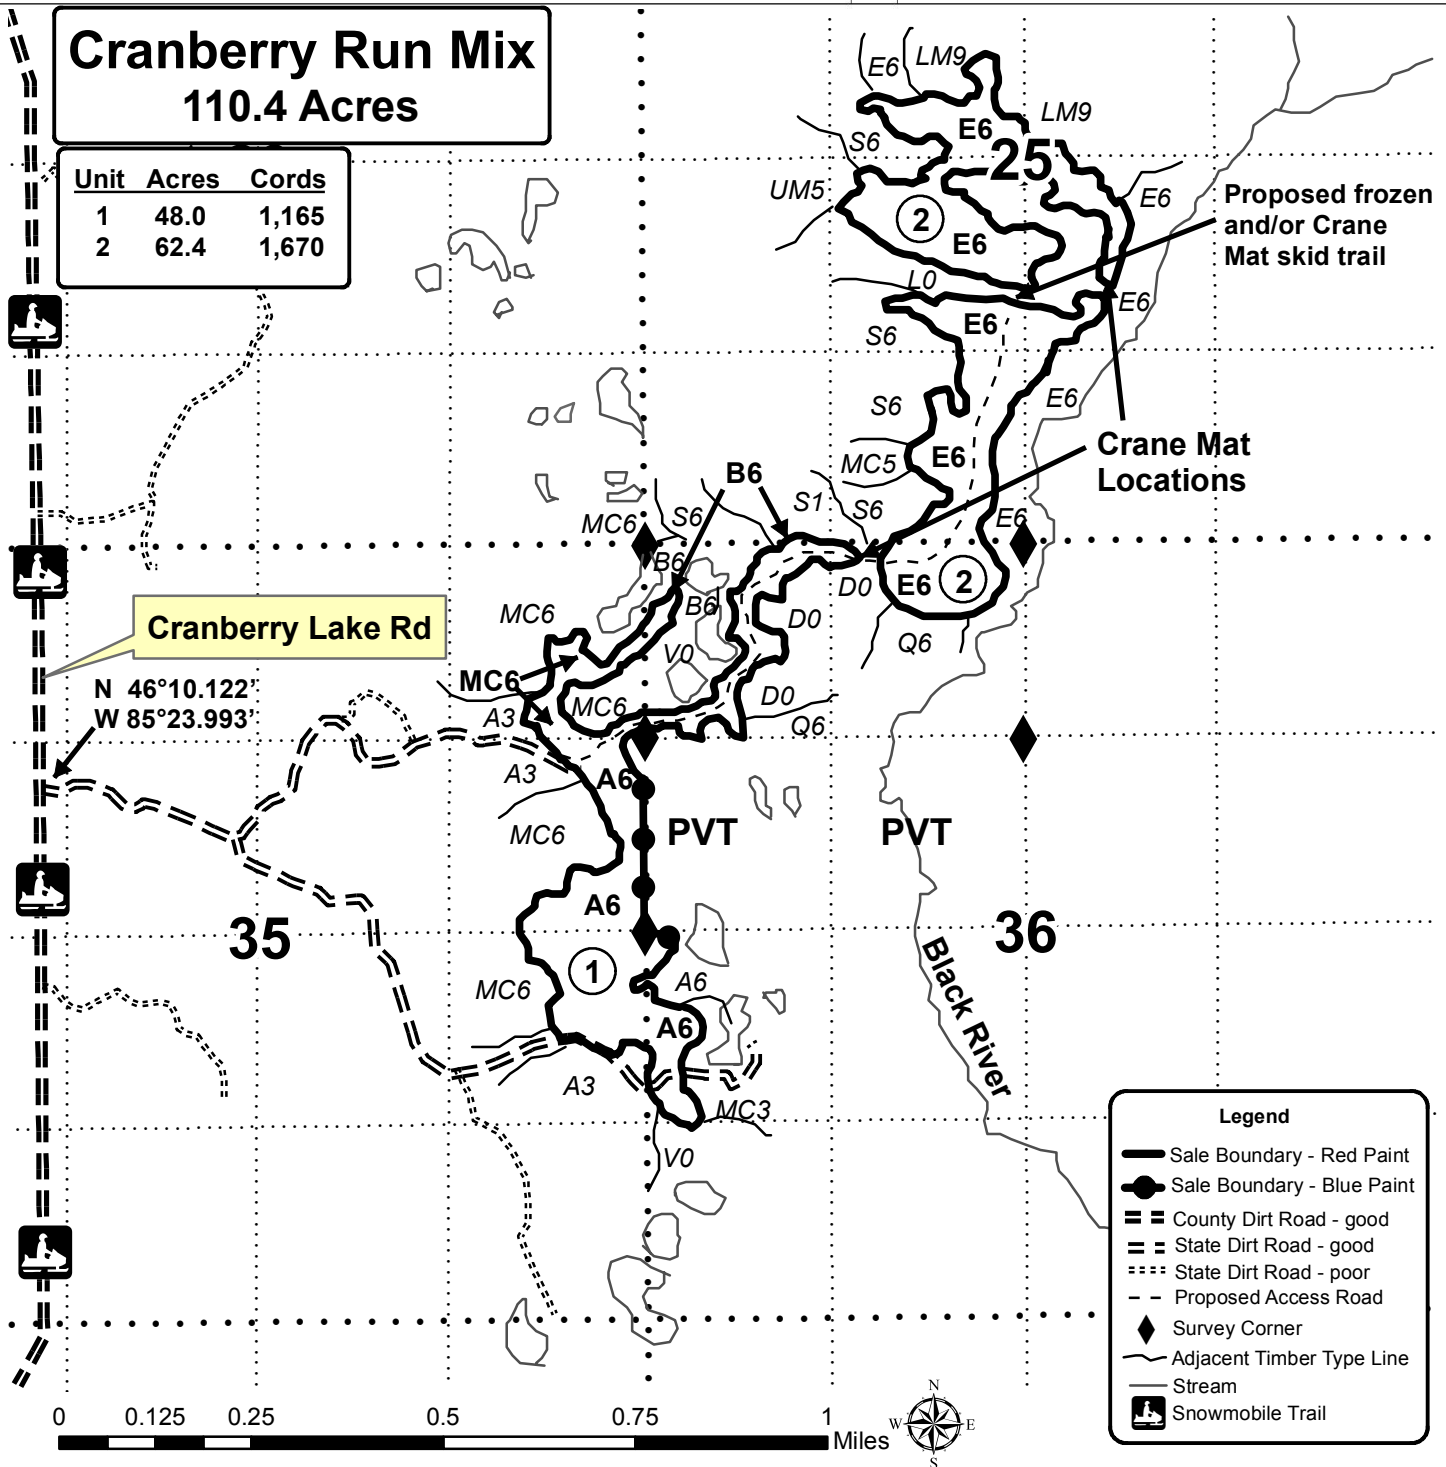 Cranberry Run Mix
110.4 Acres
Unit Acres Cords
1 48.0 1,165
2 62.4 1,670
E6
LM9
LM9
E6
25
S6
UM5
2
E6
E6
Proposed frozen
and/or Crane
Mat skid trail
L0
E6
E6
S6
S6
E6
MC5
E6
Crane Mat
Locations
B6
S1
S6
S6
MC6
E6
B6
B6
D0
E6
2
MC6
D0
Q6
V0
Cranberry Lake Rd
MC6
MC6
D0
Q6
N 46°10.122'
W 85°23.993'
A3
A3
A6
MC6
PVT
PVT
A6
35
36
1
MC6
A6
A6
Black River
A3
MC3
V0
Legend
Sale Boundary - Red Paint
Sale Boundary - Blue Paint
County Dirt Road - good
State Dirt Road - good
State Dirt Road - poor
Proposed Access Road
Survey Corner
Adjacent Timber Type Line
Stream
Snowmobile Trail
0 0.125 0.25 0.5 0.75 1
Miles
N
W E
S